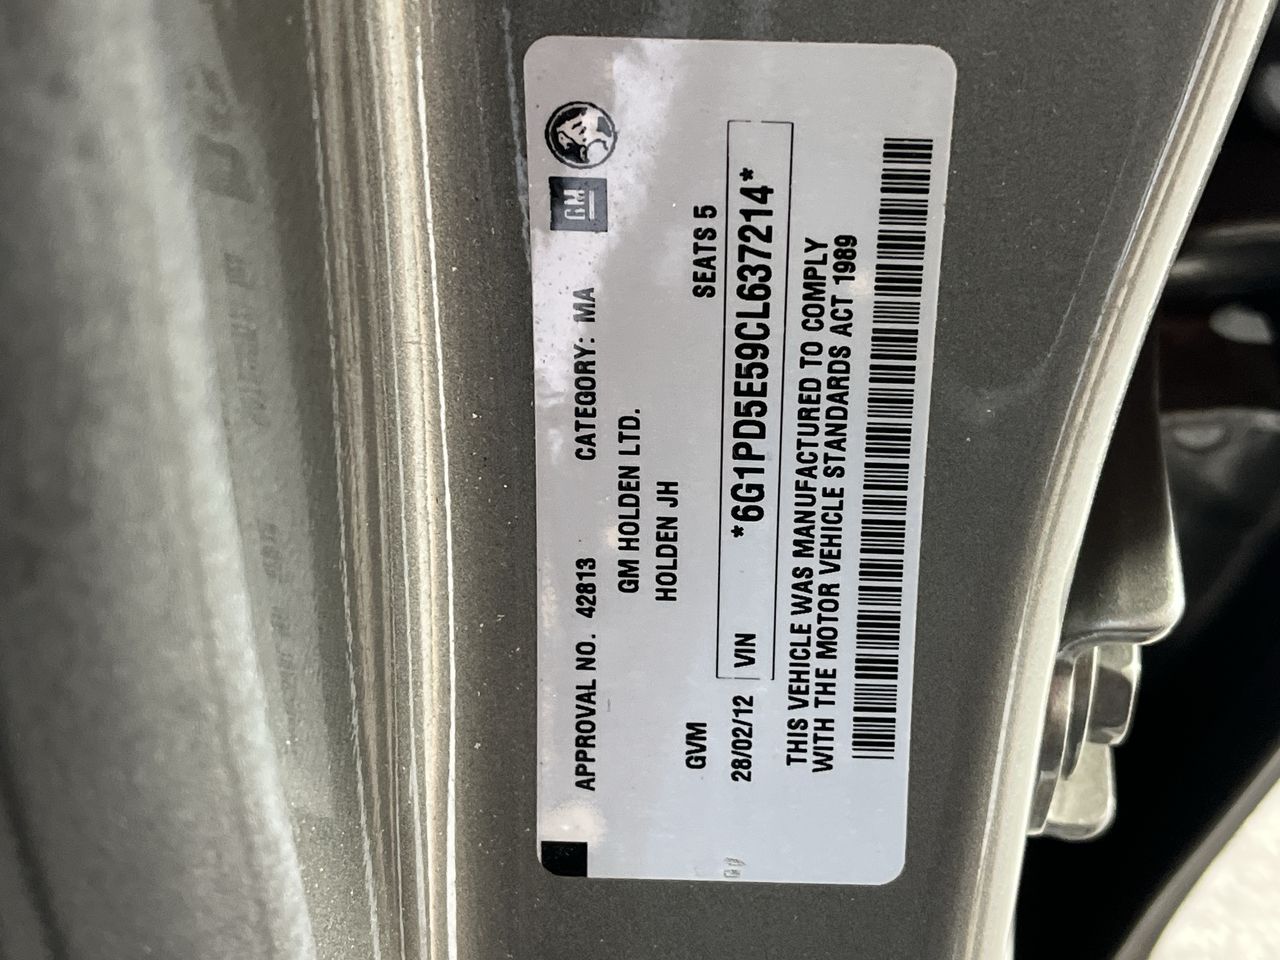 GM
APPROVAL NO. 42813 CATEGORY: MA
GM HOLDEN LTD.
HOLDEN JH
GVM SEATS 5
28/02/12 VIN *6G1PD5E59CL637214*
THIS VEHICLE WAS MANUFACTURED TO COMPLY
WITH THE MOTOR VEHICLE STANDARDS ACT 1989